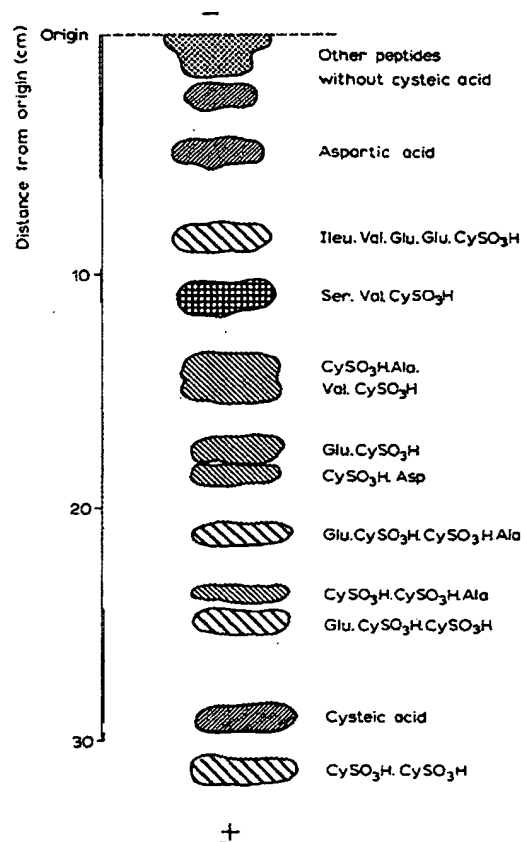 −
Origin
Distance from origin (cm)
Other peptides
without cysteic acid
Aspartic acid
Ileu. Val. Glu. Glu. CySO₃H
10
Ser. Val. CySO₃H
CySO₃H.Ala.
Val. CySO₃H
Glu. CySO₃H
CySO₃H. Asp
20
Glu. CySO₃H. CySO₃H. Ala
CySO₃H. CySO₃H. Ala
Glu. CySO₃H. CySO₃H
Cysteic acid
30
CySO₃H. CySO₃H
+